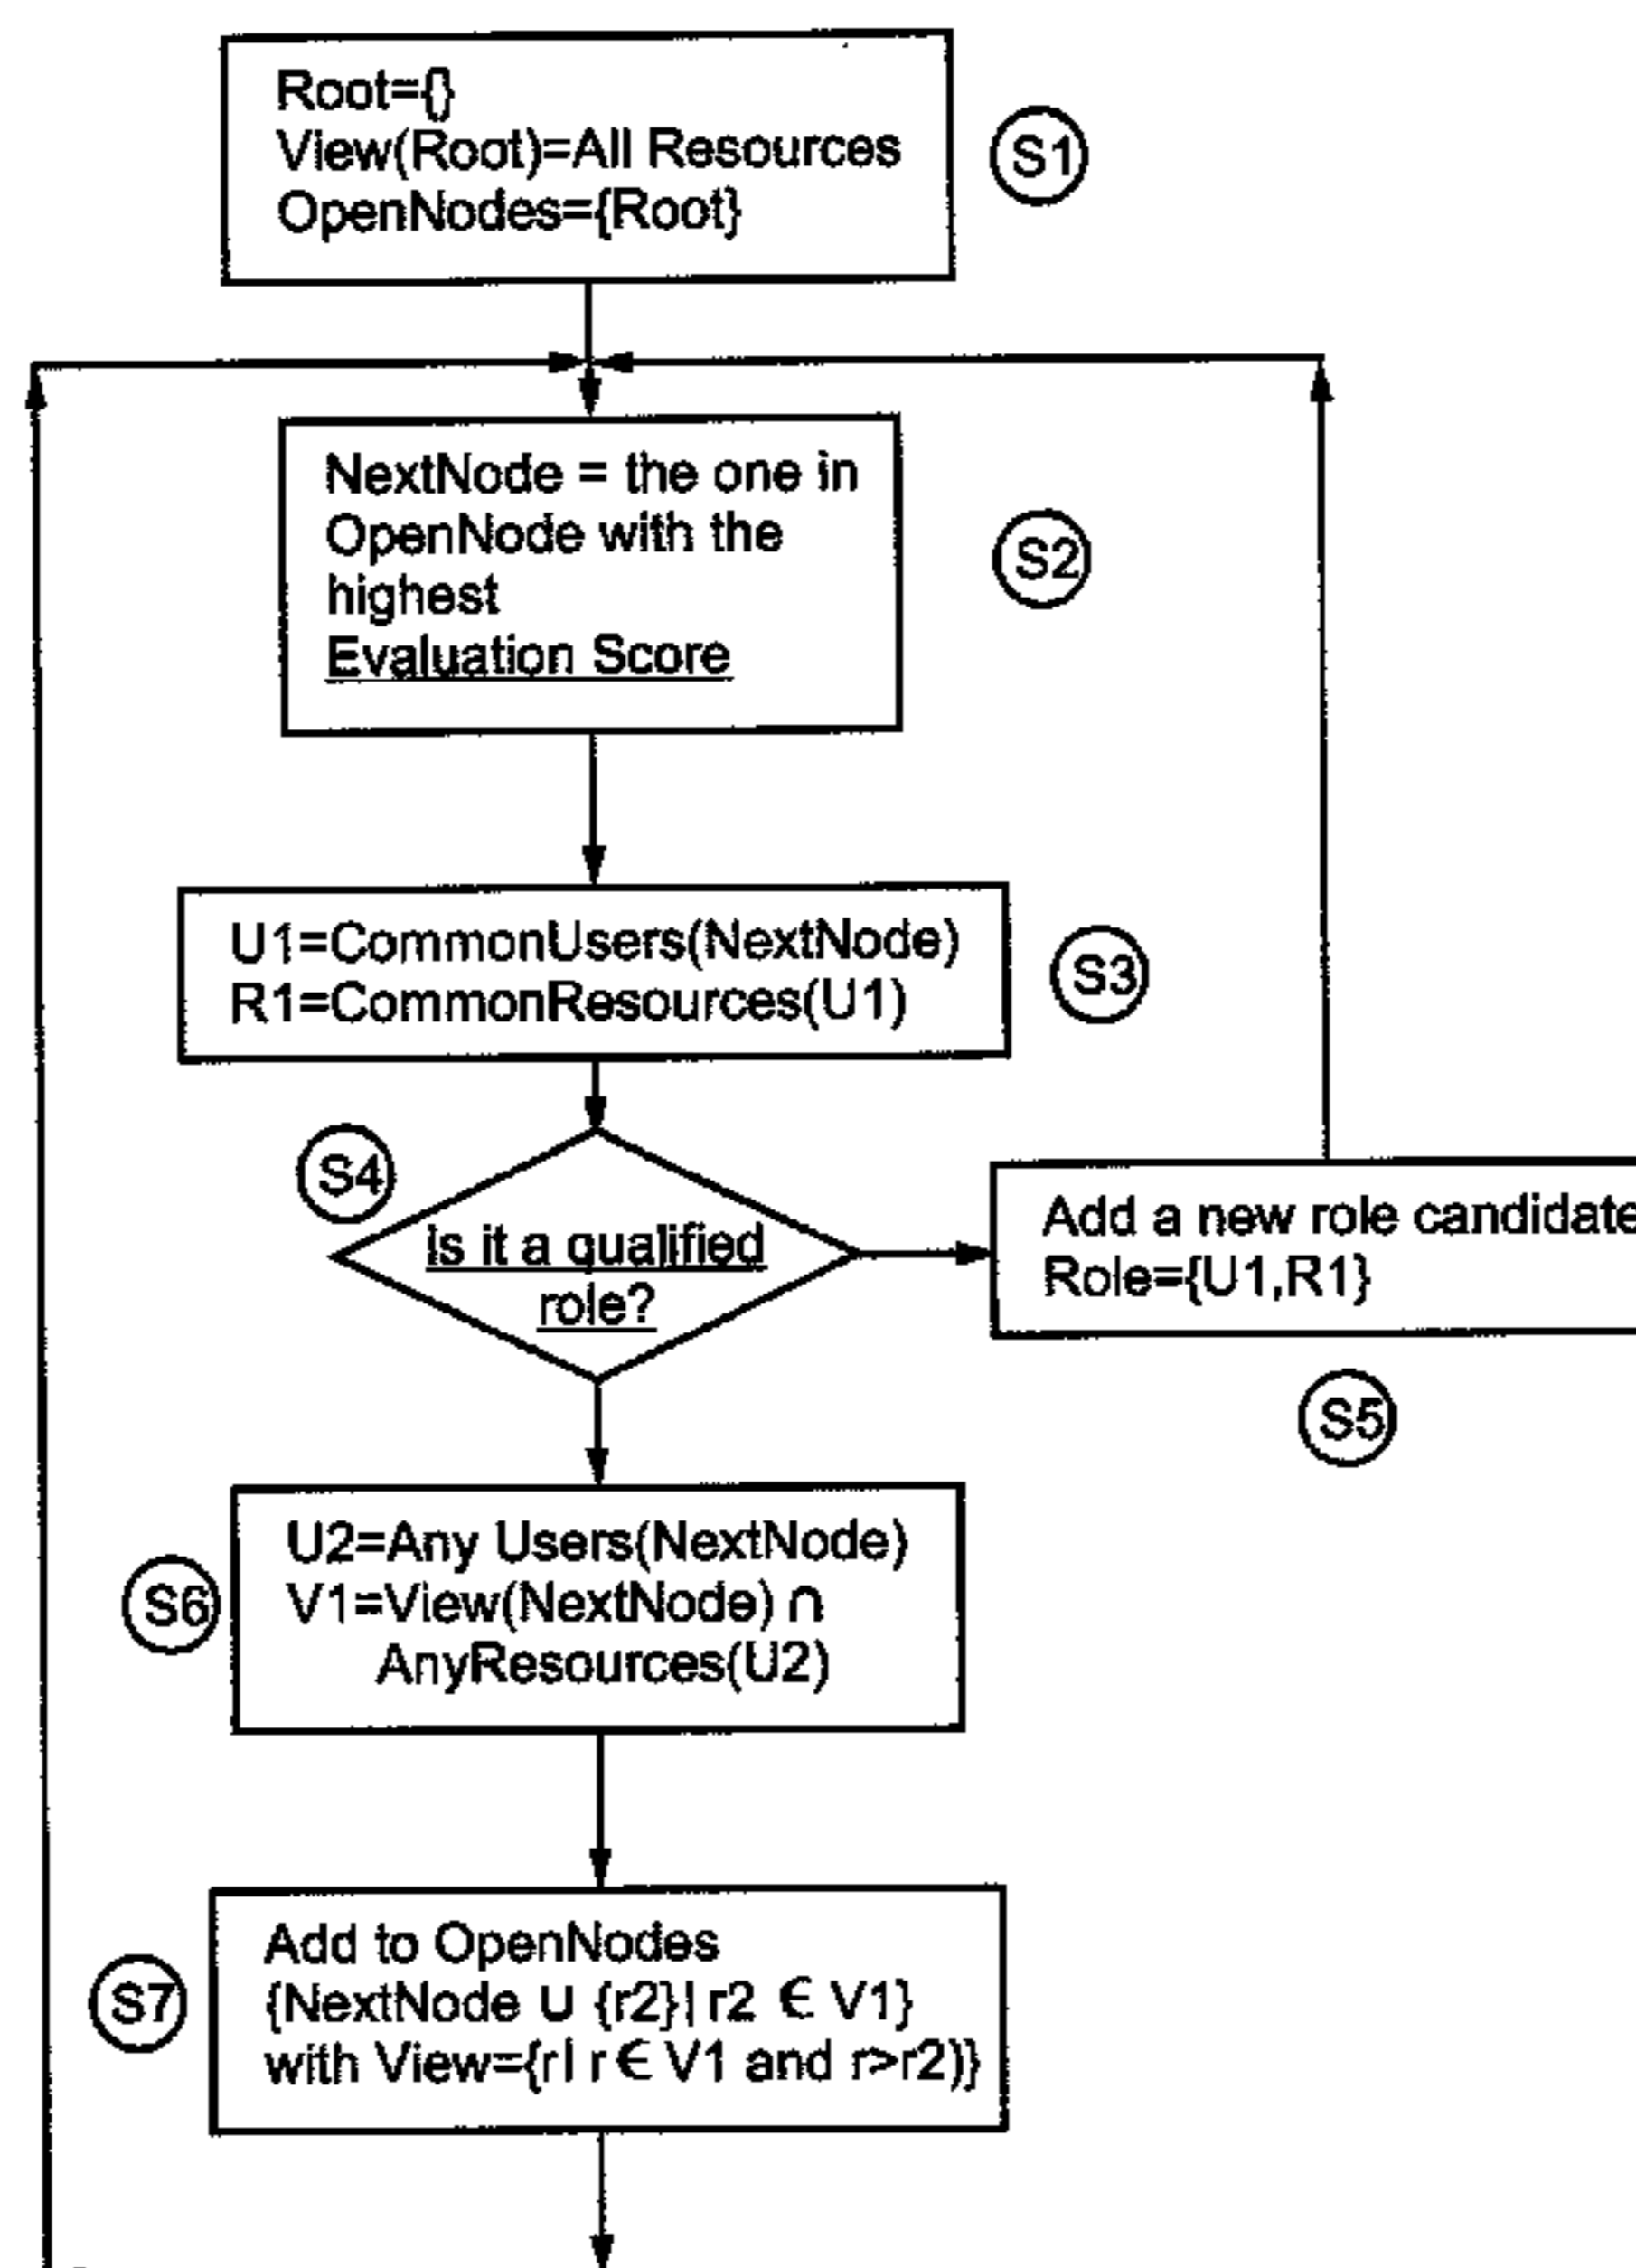 Root={}
View(Root)=All Resources
OpenNodes={Root}
S1
NextNode = the one in
OpenNode with the
highest
Evaluation Score
S2
U1=CommonUsers(NextNode)
R1=CommonResources(U1)
S3
S4
Is it a qualified
role?
Add a new role candidate
Role={U1,R1}
S5
U2=Any Users(NextNode)
V1=View(NextNode) ∩
AnyResources(U2)
S6
Add to OpenNodes
{NextNode ∪ {r2}| r2 ∈ V1}
with View={r| r ∈ V1 and r>r2)}
S7